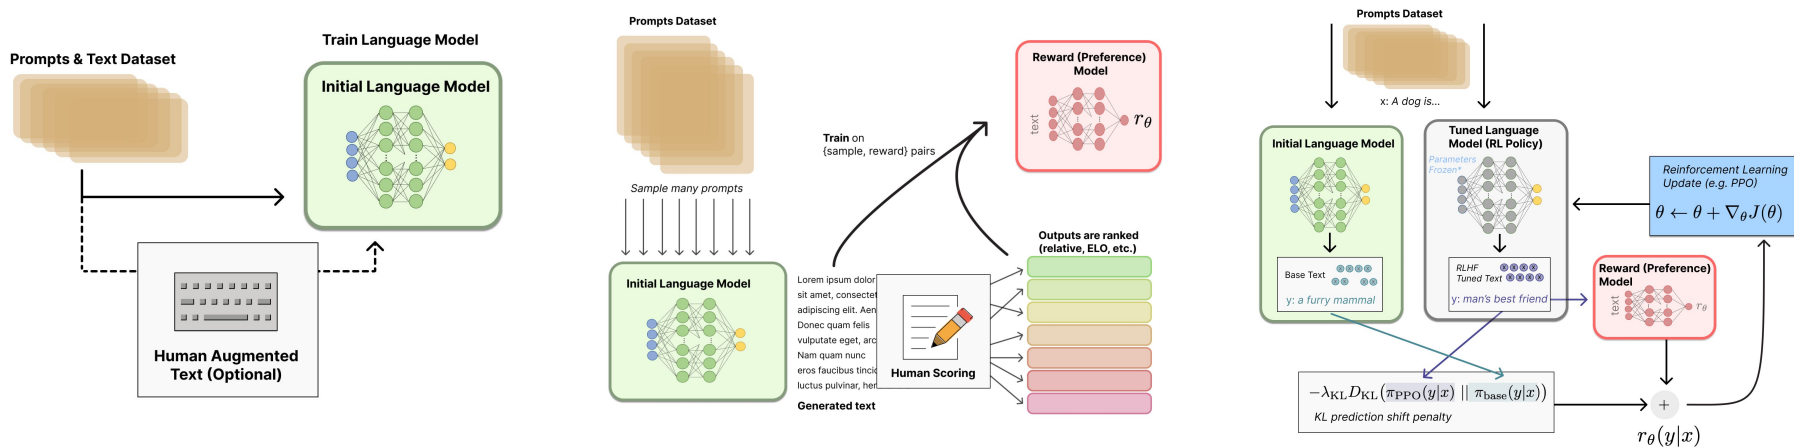 Prompts & Text Dataset
Train Language Model
Initial Language Model
Human Augmented
Text (Optional)
Prompts Dataset
Sample many prompts
Initial Language Model
Train on
{sample, reward} pairs
Reward (Preference)
Model
text
rθ
Outputs are ranked
(relative, ELO, etc.)
Lorem ipsum dolor
sit amet, consectet
adipiscing elit. Aen
Donec quam felis
vulputate eget, arc
Nam quam nunc
eros faucibus tincid
luctus pulvinar, her
Generated text
Human Scoring
Prompts Dataset
x: A dog is...
Initial Language Model
Base Text
y: a furry mammal
Tuned Language
Model (RL Policy)
Parameters
Frozen*
RLHF
Tuned Text
y: man's best friend
Reinforcement Learning
Update (e.g. PPO)
θ ← θ + ∇θJ(θ)
Reward (Preference)
Model
text
rθ
−λKL DKL(πPPO(y|x) || πbase(y|x))
KL prediction shift penalty
+
rθ(y|x)